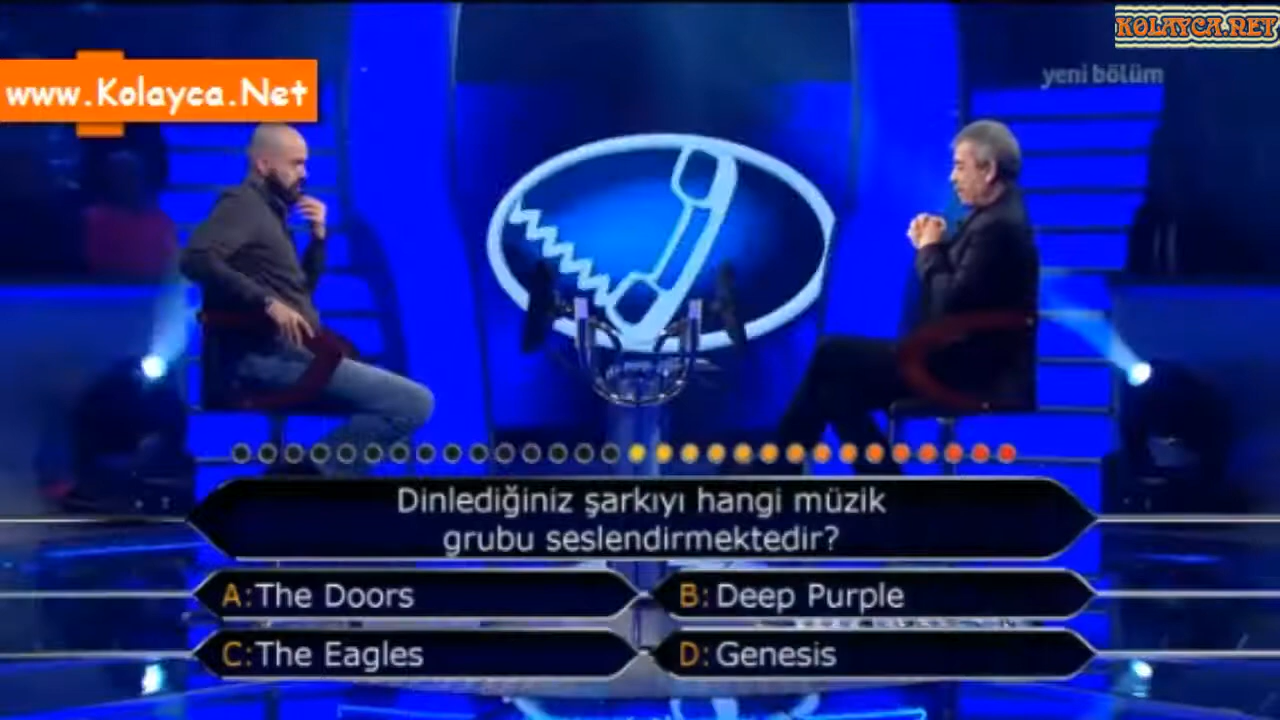 KOLAYCA.NET
yeni bölüm
www.Kolayca.Net
Dinlediğiniz şarkıyı hangi müzik
grubu seslendirmektedir?
A: The Doors
B: Deep Purple
C: The Eagles
D: Genesis